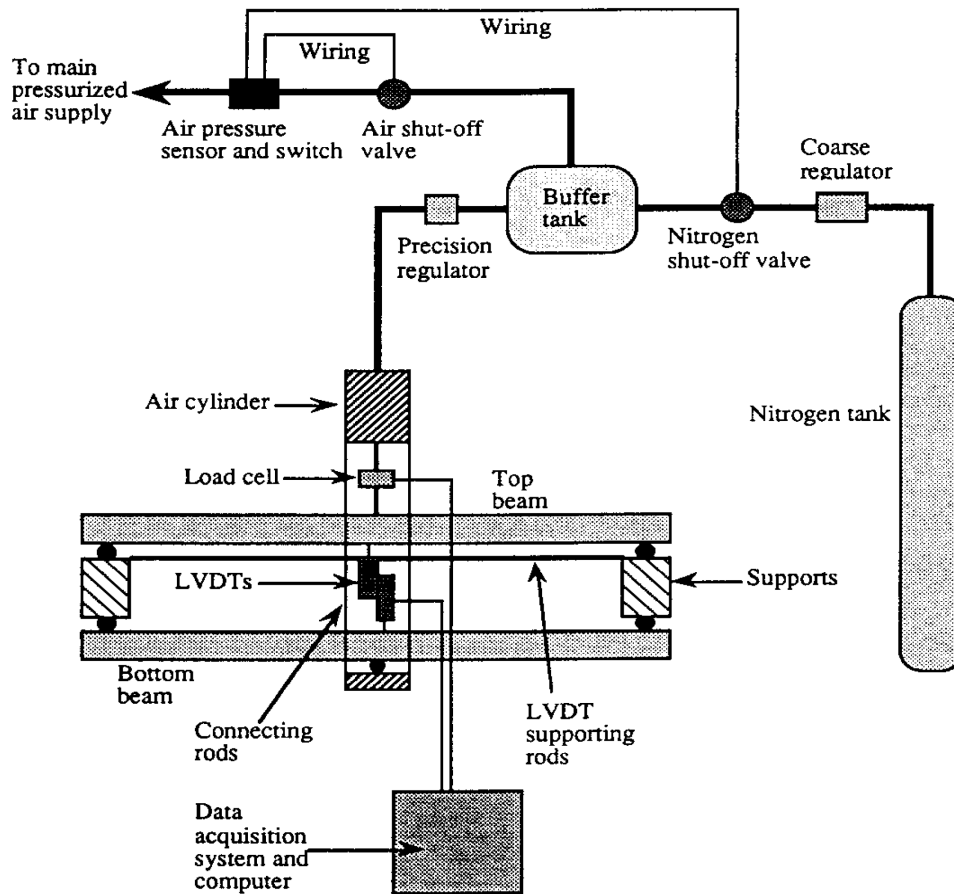 Wiring
Wiring
To main
pressurized
air supply
Air pressure
sensor and switch
Air shut-off
valve
Coarse
regulator
Buffer
tank
Precision
regulator
Nitrogen
shut-off valve
Air cylinder
Nitrogen tank
Load cell
Top
beam
LVDTs
Supports
Bottom
beam
Connecting
rods
LVDT
supporting
rods
Data
acquisition
system and
computer